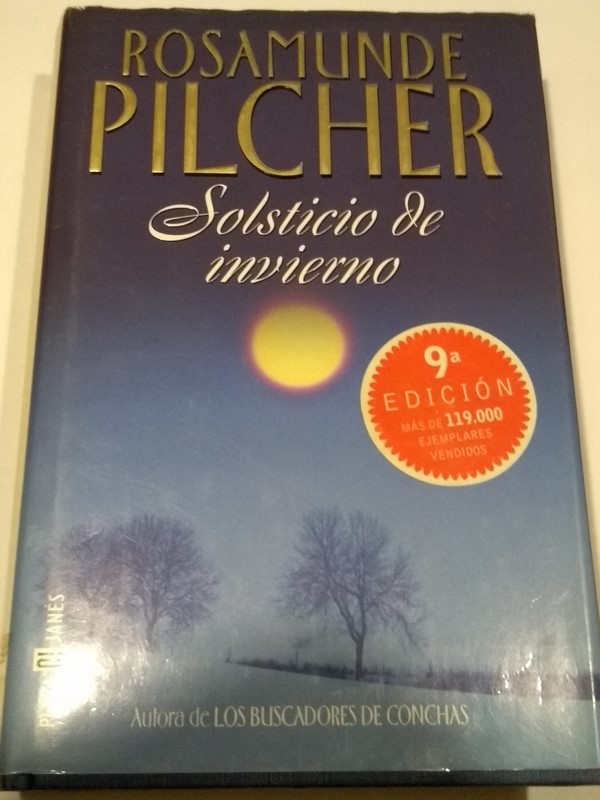 ROSAMUNDE
PILCHER
Solsticio de
invierno
9ª
EDICIÓN
MÁS DE 119.000
EJEMPLARES
VENDIDOS
JANÉS
Autora de LOS BUSCADORES DE CONCHAS